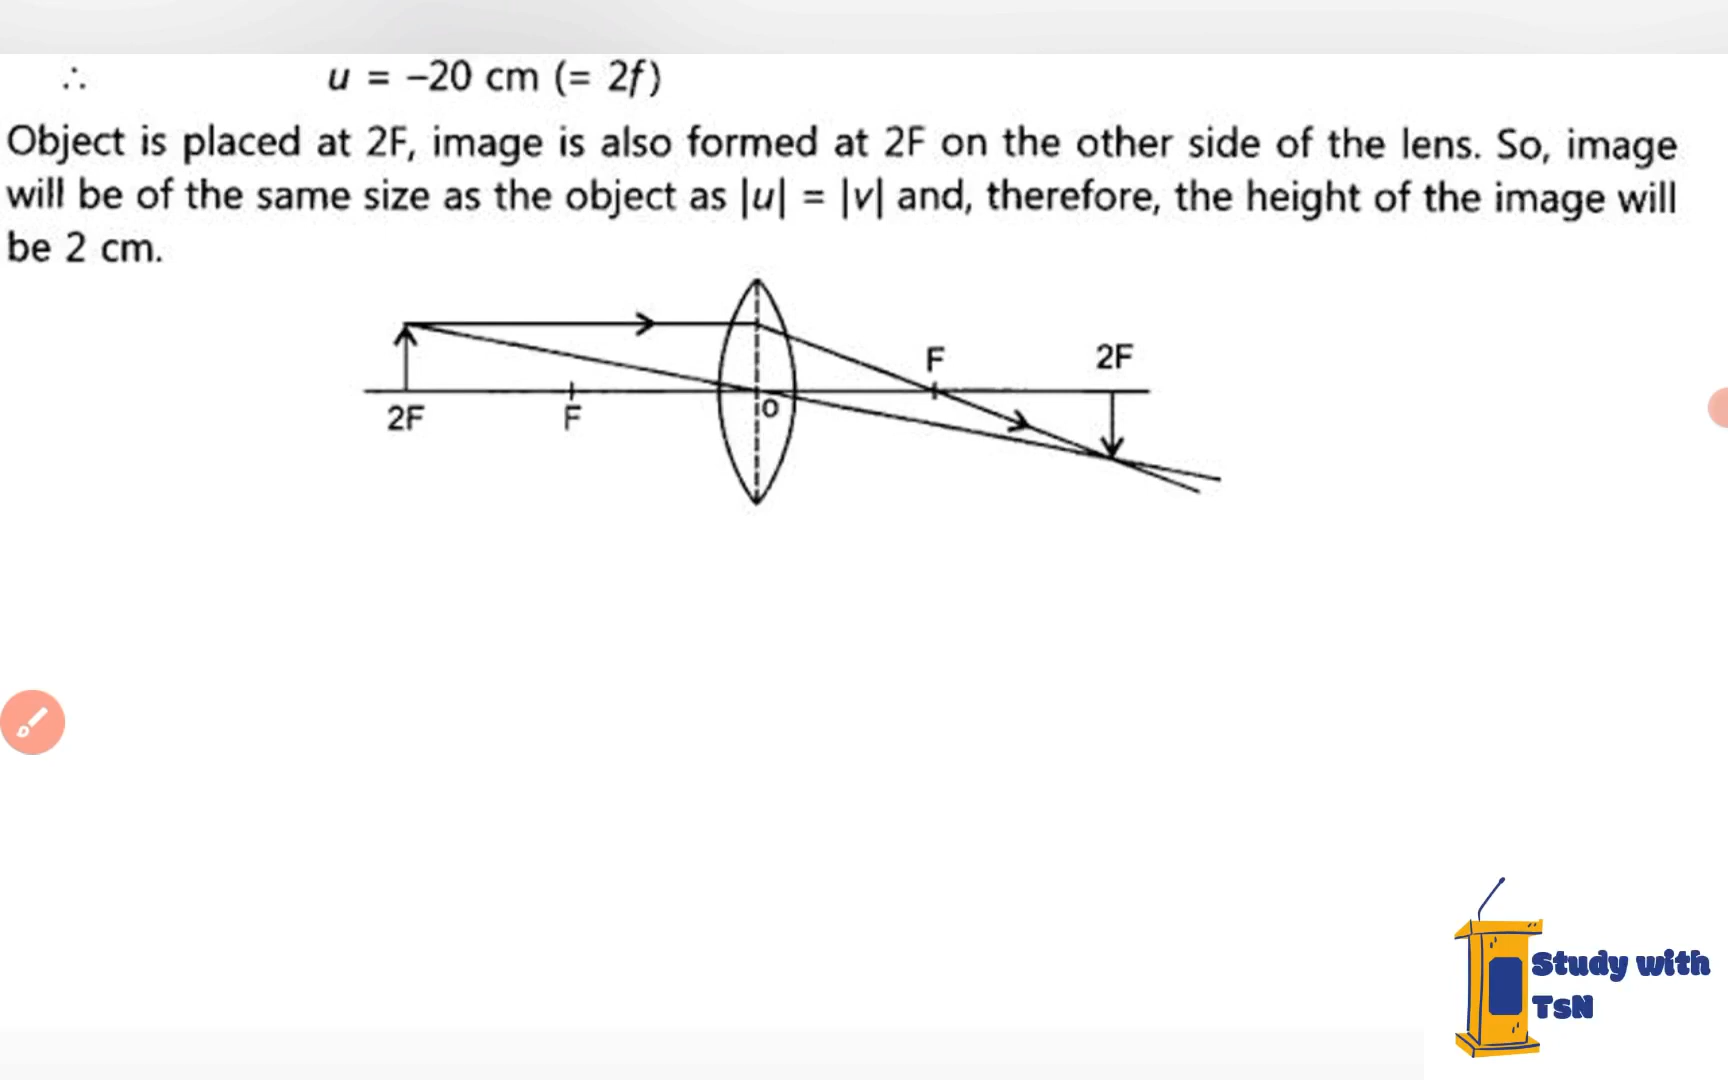 ∴ u = −20 cm (= 2f)
Object is placed at 2F, image is also formed at 2F on the other side of the lens. So, image
will be of the same size as the object as |u| = |v| and, therefore, the height of the image will
be 2 cm.
F 2F
2F F O
Study with
TsN